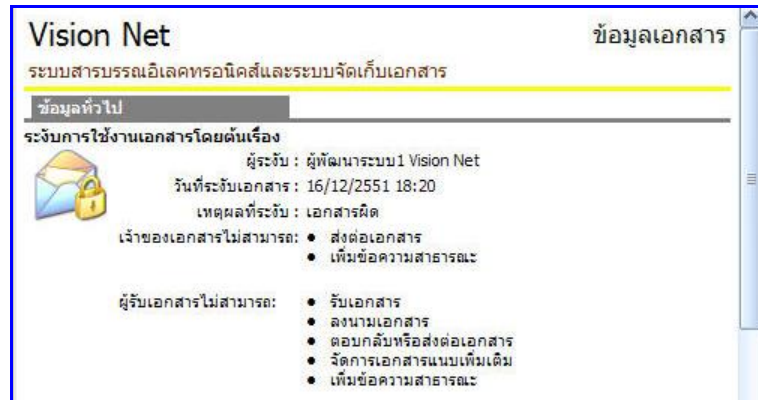 Vision Net
ข้อมูลเอกสาร
ระบบสารบรรณอิเลคทรอนิคส์และระบบจัดเก็บเอกสาร
ข้อมูลทั่วไป
ระงับการใช้งานเอกสารโดยต้นเรื่อง
ผู้ระงับ : ผู้พัฒนาระบบ1 Vision Net
วันที่ระงับเอกสาร : 16/12/2551 18:20
เหตุผลที่ระงับ : เอกสารผิด
เจ้าของเอกสารไม่สามารถ: ● ส่งต่อเอกสาร
● เพิ่มข้อความสาธารณะ
ผู้รับเอกสารไม่สามารถ: ● รับเอกสาร
● ลงนามเอกสาร
● ตอบกลับหรือส่งต่อเอกสาร
● จัดการเอกสารแนบเพิ่มเติม
● เพิ่มข้อความสาธารณะ